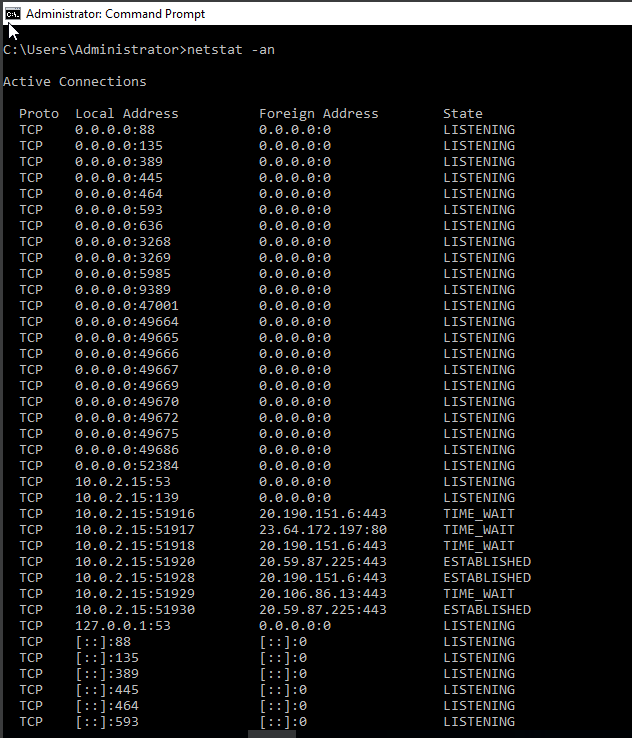 Administrator: Command Prompt
C:\Users\Administrator>netstat -an
Active Connections
Proto  Local Address          Foreign Address        State
TCP    0.0.0.0:88             0.0.0.0:0              LISTENING
TCP    0.0.0.0:135            0.0.0.0:0              LISTENING
TCP    0.0.0.0:389            0.0.0.0:0              LISTENING
TCP    0.0.0.0:445            0.0.0.0:0              LISTENING
TCP    0.0.0.0:464            0.0.0.0:0              LISTENING
TCP    0.0.0.0:593            0.0.0.0:0              LISTENING
TCP    0.0.0.0:636            0.0.0.0:0              LISTENING
TCP    0.0.0.0:3268           0.0.0.0:0              LISTENING
TCP    0.0.0.0:3269           0.0.0.0:0              LISTENING
TCP    0.0.0.0:5985           0.0.0.0:0              LISTENING
TCP    0.0.0.0:9389           0.0.0.0:0              LISTENING
TCP    0.0.0.0:47001          0.0.0.0:0              LISTENING
TCP    0.0.0.0:49664          0.0.0.0:0              LISTENING
TCP    0.0.0.0:49665          0.0.0.0:0              LISTENING
TCP    0.0.0.0:49666          0.0.0.0:0              LISTENING
TCP    0.0.0.0:49667          0.0.0.0:0              LISTENING
TCP    0.0.0.0:49669          0.0.0.0:0              LISTENING
TCP    0.0.0.0:49670          0.0.0.0:0              LISTENING
TCP    0.0.0.0:49672          0.0.0.0:0              LISTENING
TCP    0.0.0.0:49675          0.0.0.0:0              LISTENING
TCP    0.0.0.0:49686          0.0.0.0:0              LISTENING
TCP    0.0.0.0:52384          0.0.0.0:0              LISTENING
TCP    10.0.2.15:53           0.0.0.0:0              LISTENING
TCP    10.0.2.15:139          0.0.0.0:0              LISTENING
TCP    10.0.2.15:51916        20.190.151.6:443       TIME_WAIT
TCP    10.0.2.15:51917        23.64.172.197:80       TIME_WAIT
TCP    10.0.2.15:51918        20.190.151.6:443       TIME_WAIT
TCP    10.0.2.15:51920        20.59.87.225:443       ESTABLISHED
TCP    10.0.2.15:51928        20.190.151.6:443       ESTABLISHED
TCP    10.0.2.15:51929        20.106.86.13:443       TIME_WAIT
TCP    10.0.2.15:51930        20.59.87.225:443       ESTABLISHED
TCP    127.0.0.1:53           0.0.0.0:0              LISTENING
TCP    [::]:88                [::]:0                 LISTENING
TCP    [::]:135               [::]:0                 LISTENING
TCP    [::]:389               [::]:0                 LISTENING
TCP    [::]:445               [::]:0                 LISTENING
TCP    [::]:464               [::]:0                 LISTENING
TCP    [::]:593               [::]:0                 LISTENING